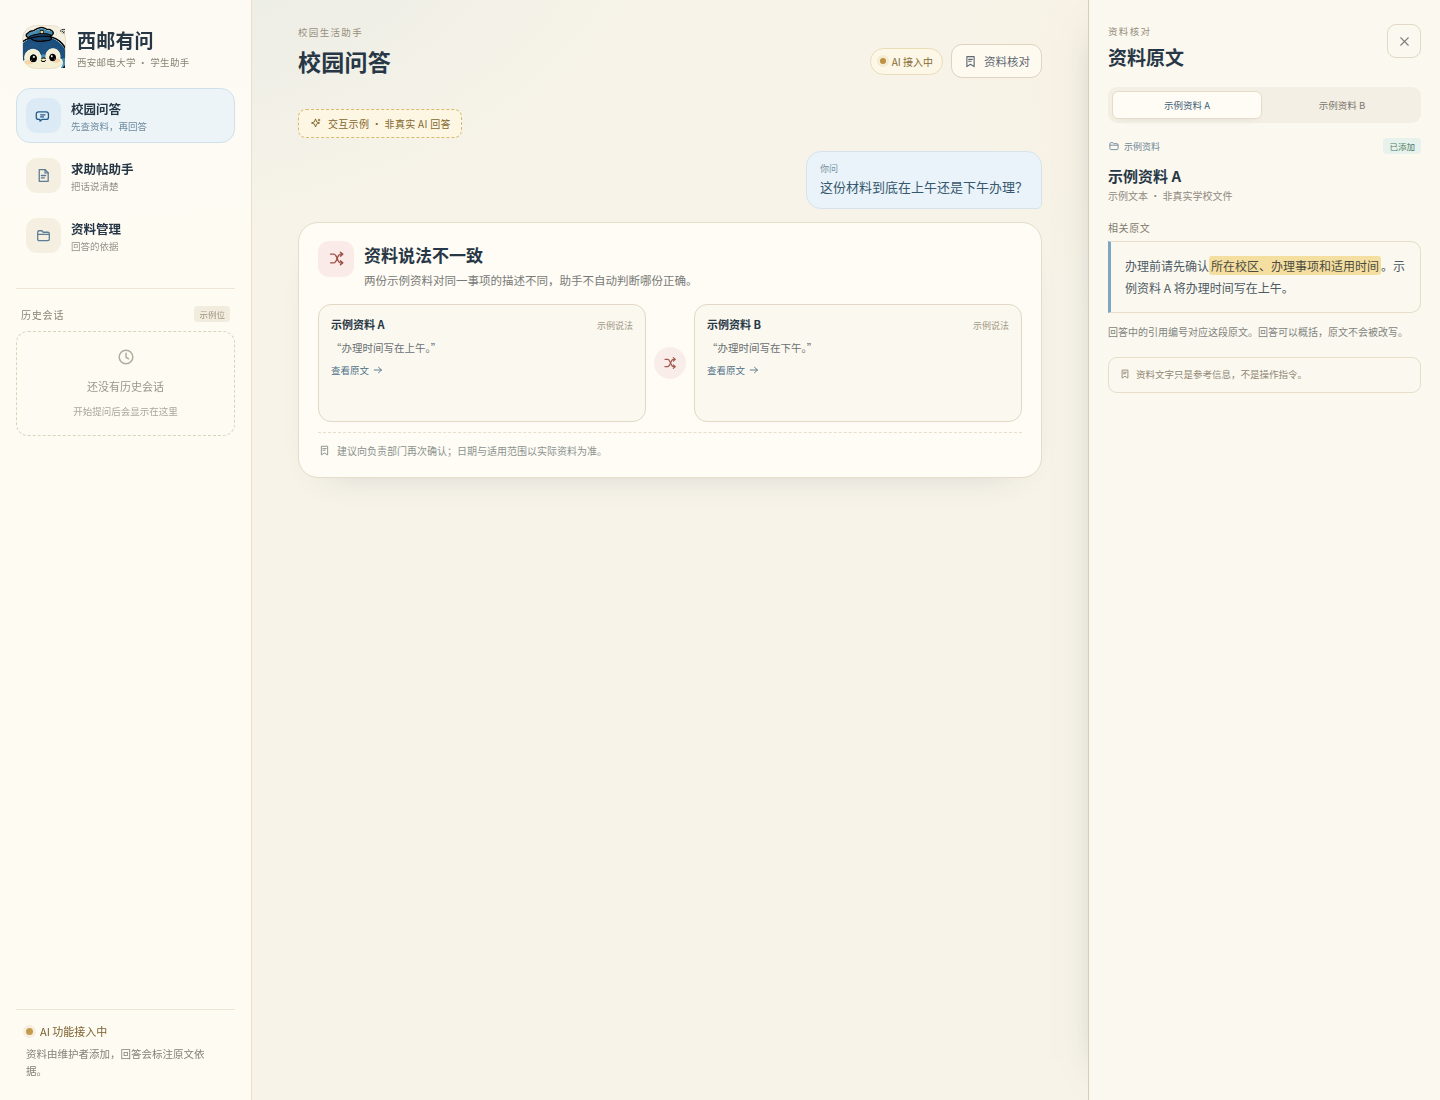 西邮有问
西安邮电大学 · 学生助手
校园问答
先查资料，再回答
求助帖助手
把话说清楚
资料管理
回答的依据
历史会话
示例位
还没有历史会话
开始提问后会显示在这里
AI 功能接入中
资料由维护者添加，回答会标注原文依
据。
校园生活助手
校园问答
AI 接入中
资料核对
交互示例 · 非真实 AI 回答
你问
这份材料到底在上午还是下午办理？
资料说法不一致
两份示例资料对同一事项的描述不同，助手不自动判断哪份正确。
示例资料 A
示例说法
“办理时间写在上午。”
查看原文 →
示例资料 B
示例说法
“办理时间写在下午。”
查看原文 →
建议向负责部门再次确认；日期与适用范围以实际资料为准。
资料核对
资料原文
示例资料 A
示例资料 B
示例资料
已添加
示例资料 A
示例文本 · 非真实学校文件
相关原文
办理前请先确认所在校区、办理事项和适用时间。示
例资料 A 将办理时间写在上午。
回答中的引用编号对应这段原文。回答可以概括，原文不会被改写。
资料文字只是参考信息，不是操作指令。